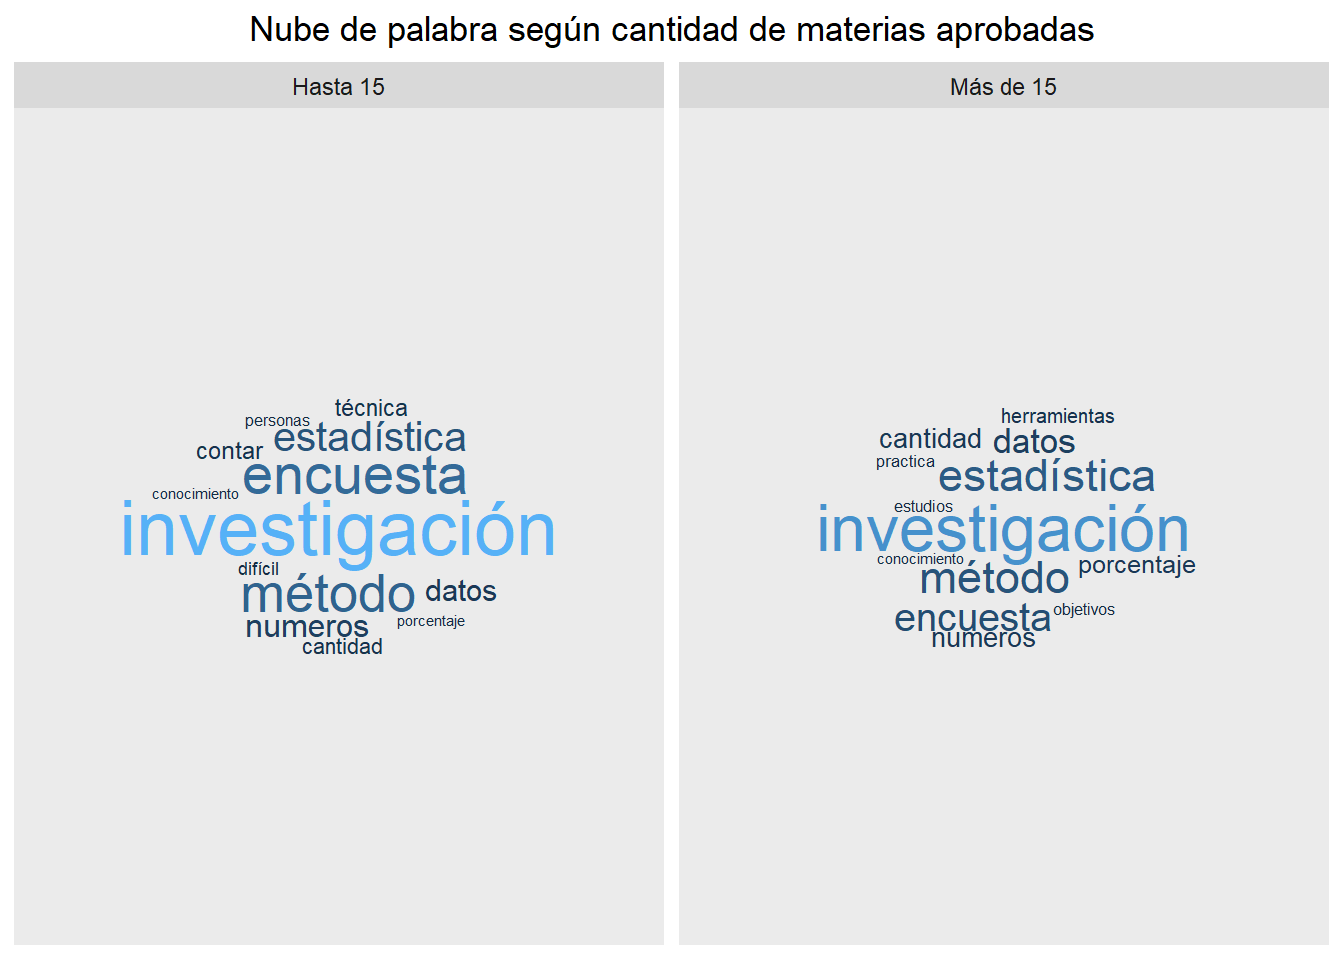 Nube de palabra según cantidad de materias aprobadas
Hasta 15
técnica
personas
estadística
contar
encuesta
conocimiento
investigación
difícil
método
datos
numeros
porcentaje
cantidad
Más de 15
herramientas
cantidad
datos
practica
estadística
estudios
investigación
conocimiento
porcentaje
método
objetivos
encuesta
numeros